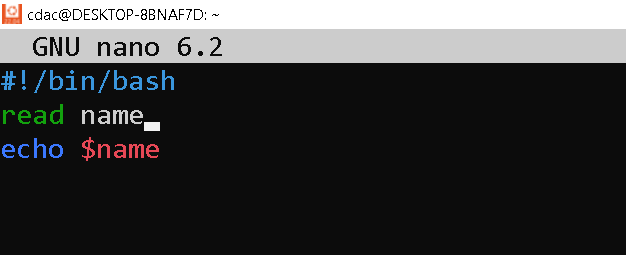 cdac@DESKTOP-8BNAF7D: ~
GNU nano 6.2
#!/bin/bash
read name
echo $name